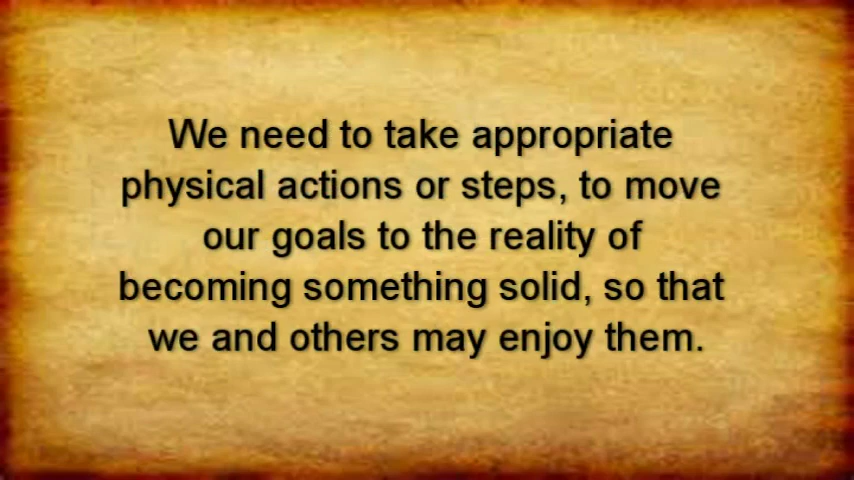 We need to take appropriate
physical actions or steps, to move
our goals to the reality of
becoming something solid, so that
we and others may enjoy them.